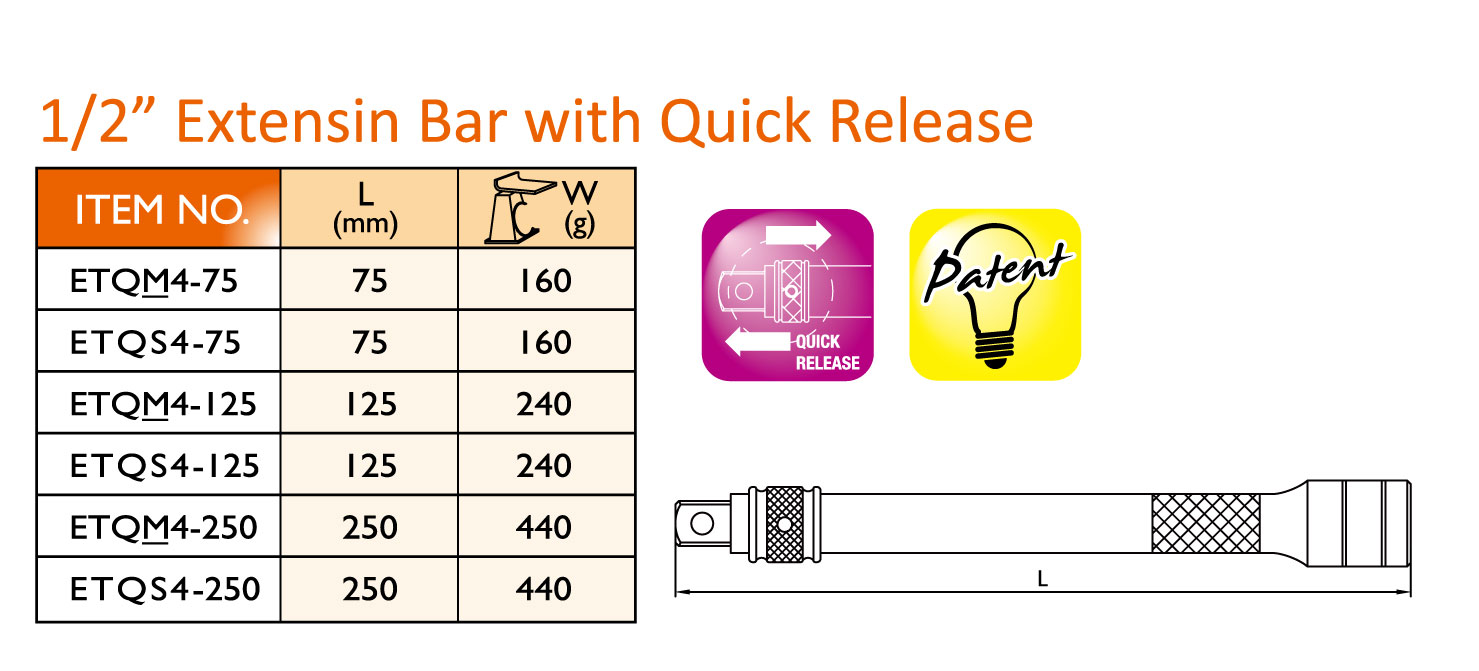 1/2” Extensin Bar with Quick Release
ITEM NO. L (mm) W (g)
ETQM4-75 75 160
ETQS4-75 75 160
ETQM4-125 125 240
ETQS4-125 125 240
ETQM4-250 250 440
ETQS4-250 250 440
QUICK
RELEASE
Patent
L